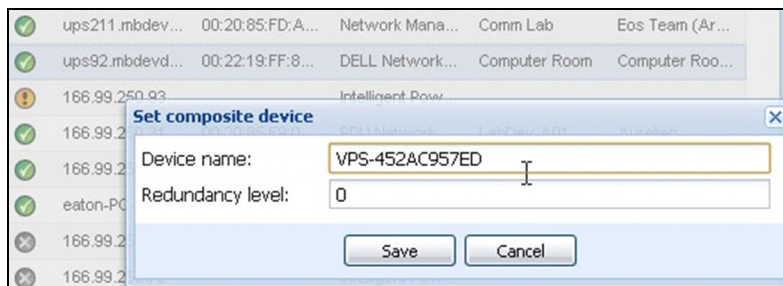 ups211.mbdev... 00:20:85:FD:A... Network Mana... Comm Lab Eos Team (Ar...
ups92.mbdevd... 00:22:19:FF:8... DELL Network... Computer Room Computer Roo...
166.99.250.93 Intelligent Pow...
Set composite device
166.99.2
Device name: VPS-452AC957ED
166.99.2
Redundancy level: 0
eaton-PC
166.99.2
Save Cancel
166.99.2